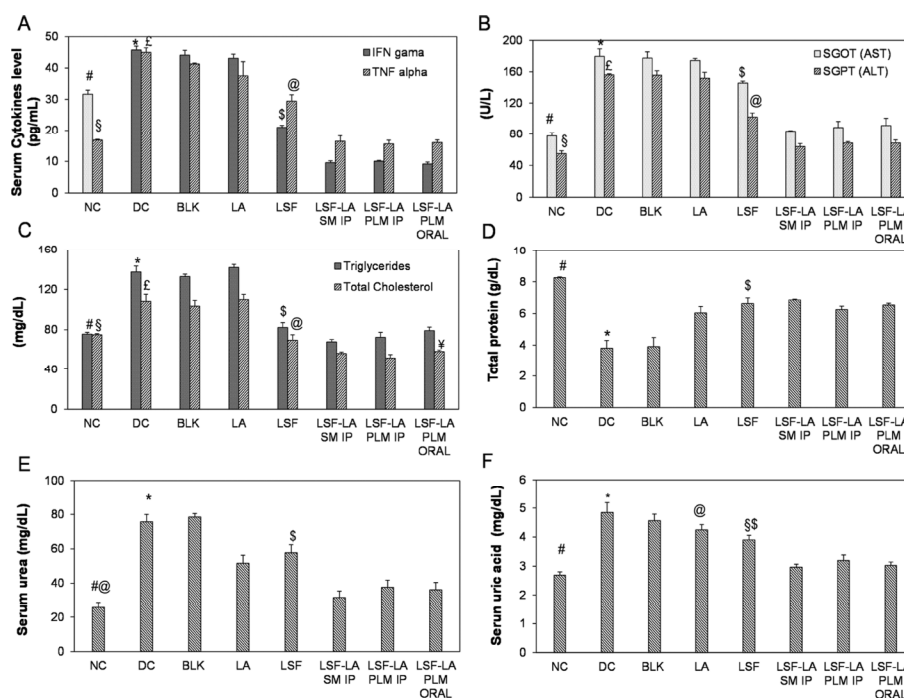 A
Serum Cytokines level
(pg/mL)
50
40
30
20
10
0
IFN gama
TNF alpha
#
§
*
£
$
@
NC
DC
BLK
LA
LSF
LSF-LA
SM IP
LSF-LA
PLM IP
LSF-LA
PLM
ORAL
B
(U/L)
200
160
120
80
40
0
SGOT (AST)
SGPT (ALT)
#
§
*
£
$
@
NC
DC
BLK
LA
LSF
LSF-LA
SM IP
LSF-LA
PLM IP
LSF-LA
PLM
ORAL
C
(mg/dL)
160
120
80
40
0
Triglycerides
Total Cholesterol
#
§
*
£
$
@
¥
NC
DC
BLK
LA
LSF
LSF-LA
SM IP
LSF-LA
PLM IP
LSF-LA
PLM
ORAL
D
Total protein (g/dL)
10
8
6
4
2
0
#
*
$
NC
DC
BLK
LA
LSF
LSF-LA
SM IP
LSF-LA
PLM IP
LSF-LA
PLM
ORAL
E
Serum urea (mg/dL)
100
80
60
40
20
0
#@
*
$
NC
DC
BLK
LA
LSF
LSF-LA
SM IP
LSF-LA
PLM IP
LSF-LA
PLM
ORAL
F
Serun uric acid (mg/dL)
6
5
4
3
2
1
0
#
*
@
§$
NC
DC
BLK
LA
LSF
LSF-LA
SM IP
LSF-LA
PLM IP
LSF-LA
PLM
ORAL